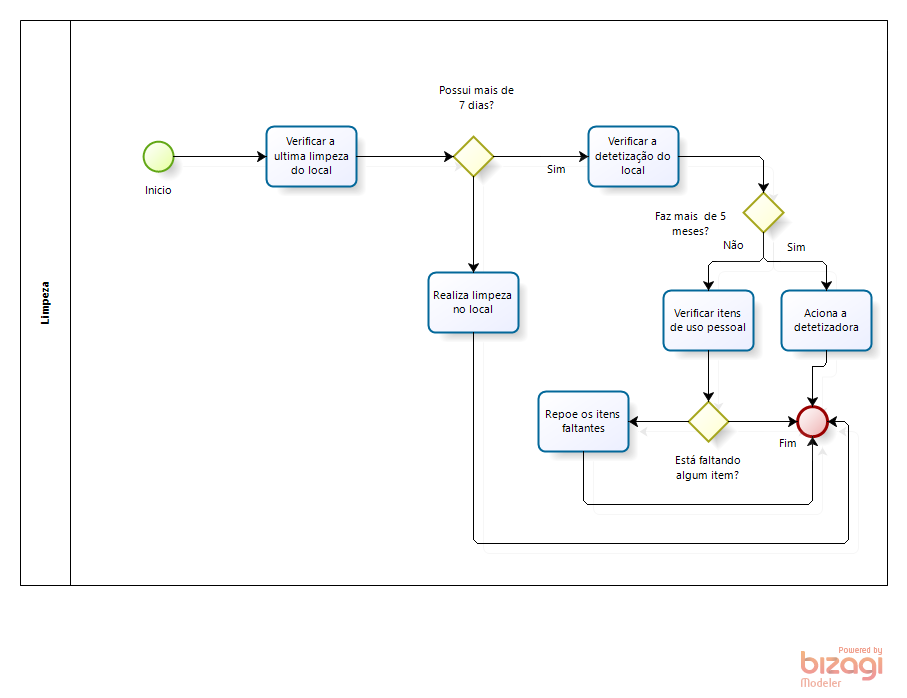 Limpeza
Inicio
Verificar a
ultima limpeza
do local
Possui mais de
7 dias?
Sim
Verificar a
detetização do
local
Faz mais  de 5
meses?
Não
Sim
Realiza limpeza
no local
Verificar itens
de uso pessoal
Aciona a
detetizadora
Repoe os itens
faltantes
Está faltando
algum item?
Fim
Powered by
bizagi
Modeler